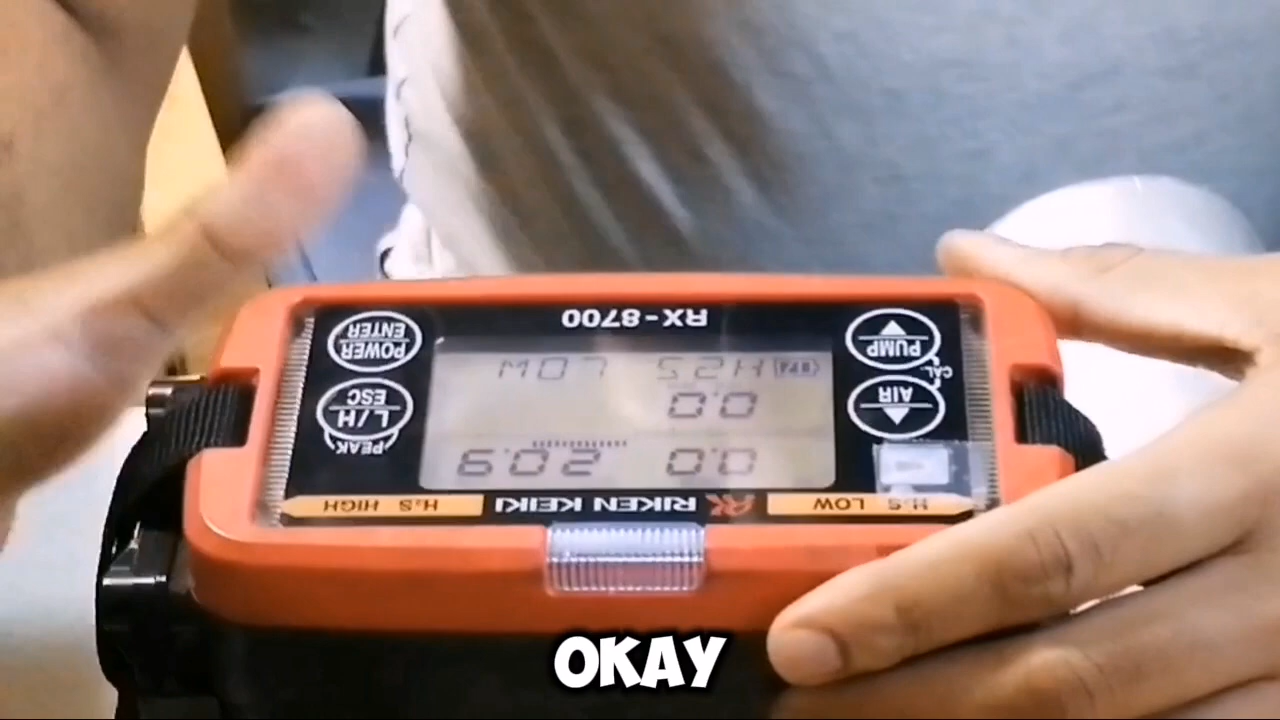 H₂S LOW
RIKEN KEIKI
H₂S HIGH
0.0 20.9
0.0
H2S LOW
AIR
CAL
PUMP
PEAK
L/H
ESC
POWER
ENTER
RX-8700
OKAY